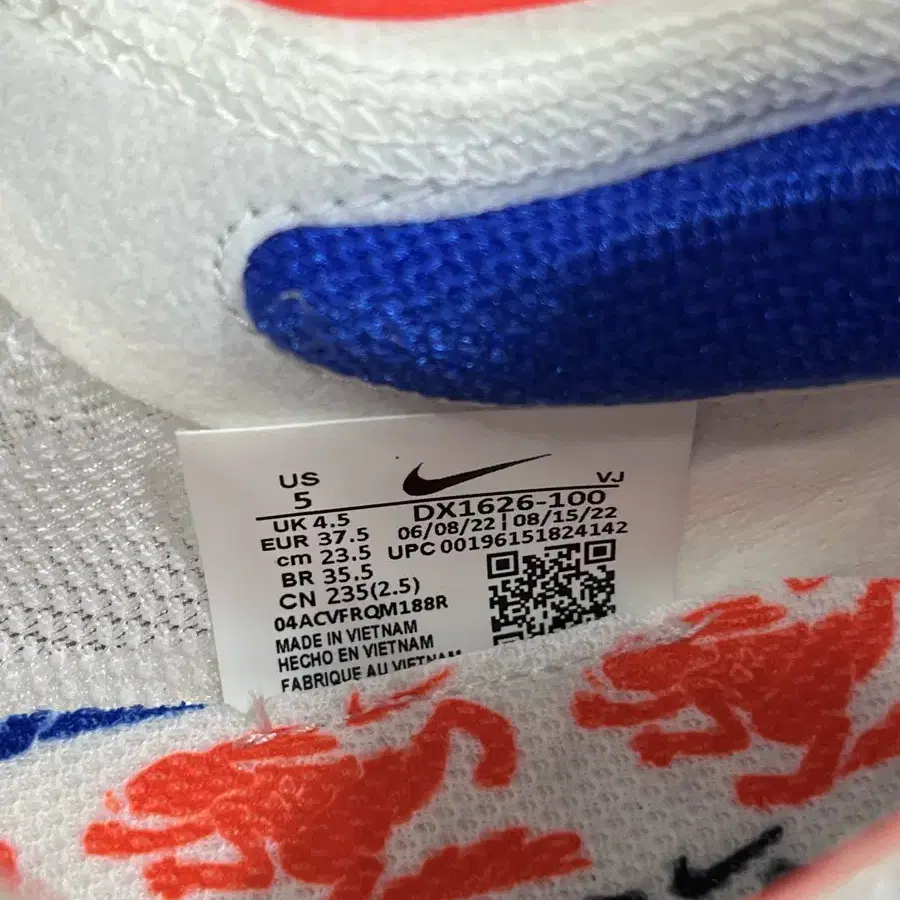 US
5
VJ
DX1626-100
UK 4.5
06/08/22 | 08/15/22
EUR 37.5
UPC 00196151824142
cm 23.5
BR 35.5
CN 235(2.5)
04ACVFRQM188R
MADE IN VIETNAM
HECHO EN VIETNAM
FABRIQUE AU VIETNAM